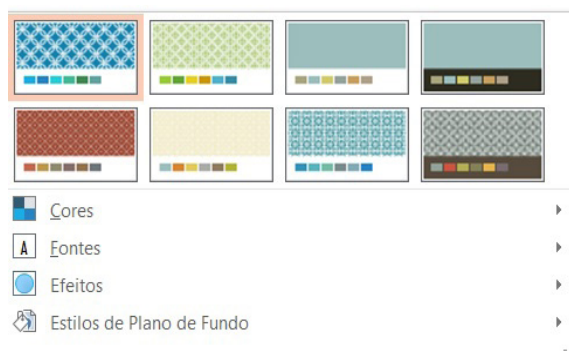 Cores
A Fontes
Efeitos
Estilos de Plano de Fundo